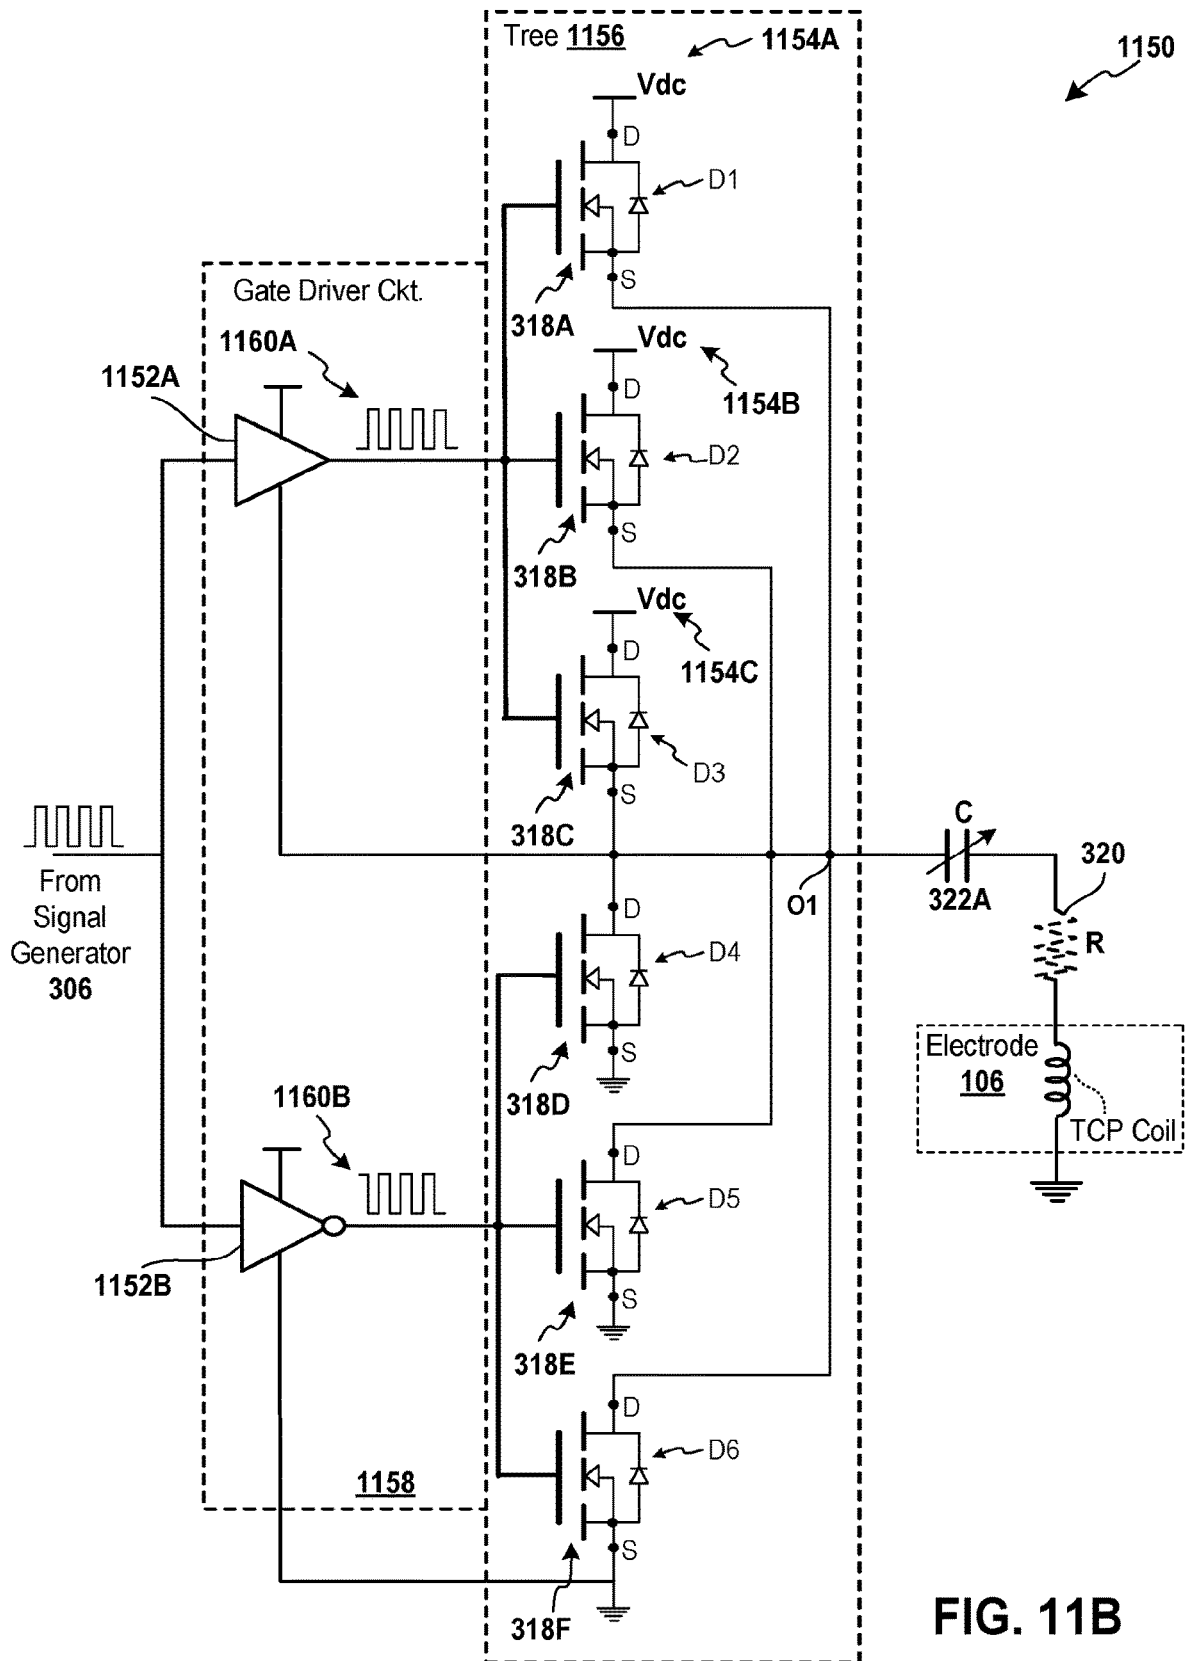 Tree 1156
1154A
1150
Vdc
D
D1
S
318A
Gate Driver Ckt.
1160A
1152A
Vdc
1154B
D
D2
S
318B
Vdc
1154C
D
D3
S
318C
From
Signal
Generator
306
C
322A
O1
320
R
D
D4
S
318D
Electrode
106
TCP Coil
1160B
1152B
D
D5
S
318E
D
D6
S
318F
1158
FIG. 11B